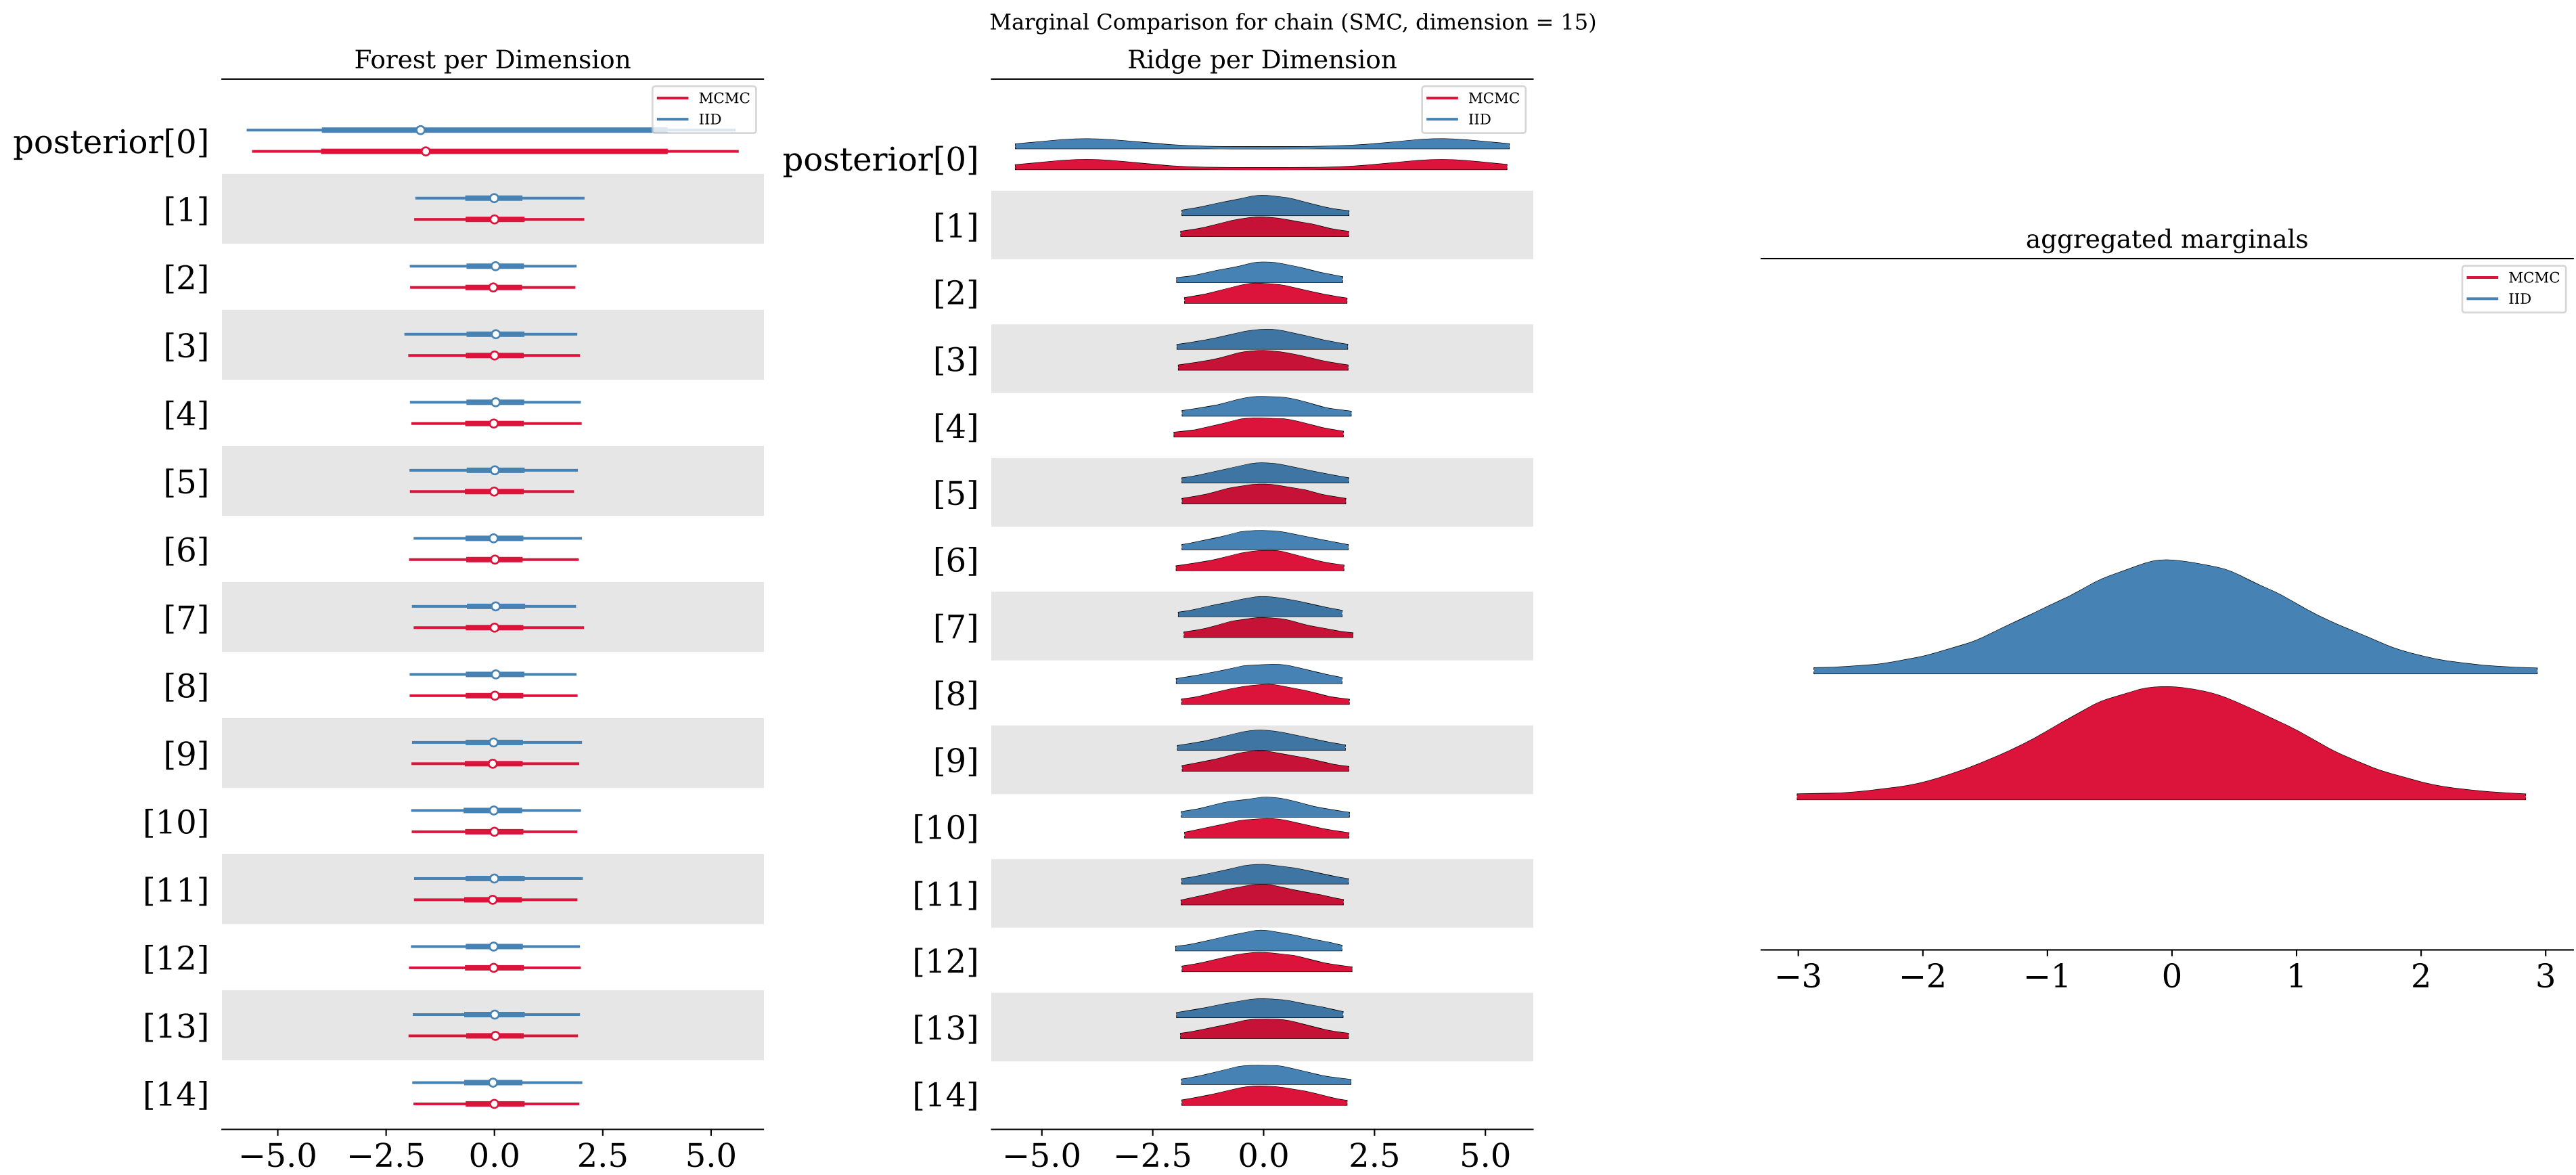 Marginal Comparison for chain (SMC, dimension = 15)
Forest per Dimension
MCMC
IID
posterior[0]
[1]
[2]
[3]
[4]
[5]
[6]
[7]
[8]
[9]
[10]
[11]
[12]
[13]
[14]
−5.0 −2.5 0.0 2.5 5.0
Ridge per Dimension
MCMC
IID
posterior[0]
[1]
[2]
[3]
[4]
[5]
[6]
[7]
[8]
[9]
[10]
[11]
[12]
[13]
[14]
−5.0 −2.5 0.0 2.5 5.0
aggregated marginals
MCMC
IID
−3 −2 −1 0 1 2 3